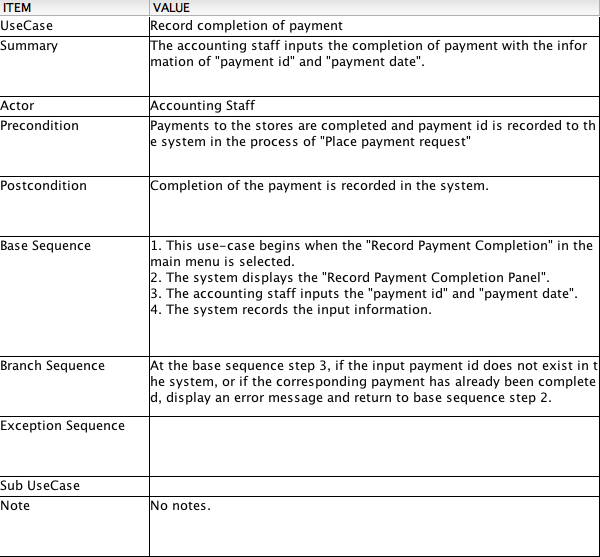 ITEM VALUE
UseCase Record completion of payment
Summary The accounting staff inputs the completion of payment with the infor
mation of "payment id" and "payment date".
Actor Accounting Staff
Precondition Payments to the stores are completed and payment id is recorded to th
e system in the process of "Place payment request"
Postcondition Completion of the payment is recorded in the system.
Base Sequence 1. This use-case begins when the "Record Payment Completion" in the
main menu is selected.
2. The system displays the "Record Payment Completion Panel".
3. The accounting staff inputs the "payment id" and "payment date".
4. The system records the input information.
Branch Sequence At the base sequence step 3, if the input payment id does not exist in t
he system, or if the corresponding payment has already been complete
d, display an error message and return to base sequence step 2.
Exception Sequence
Sub UseCase
Note No notes.